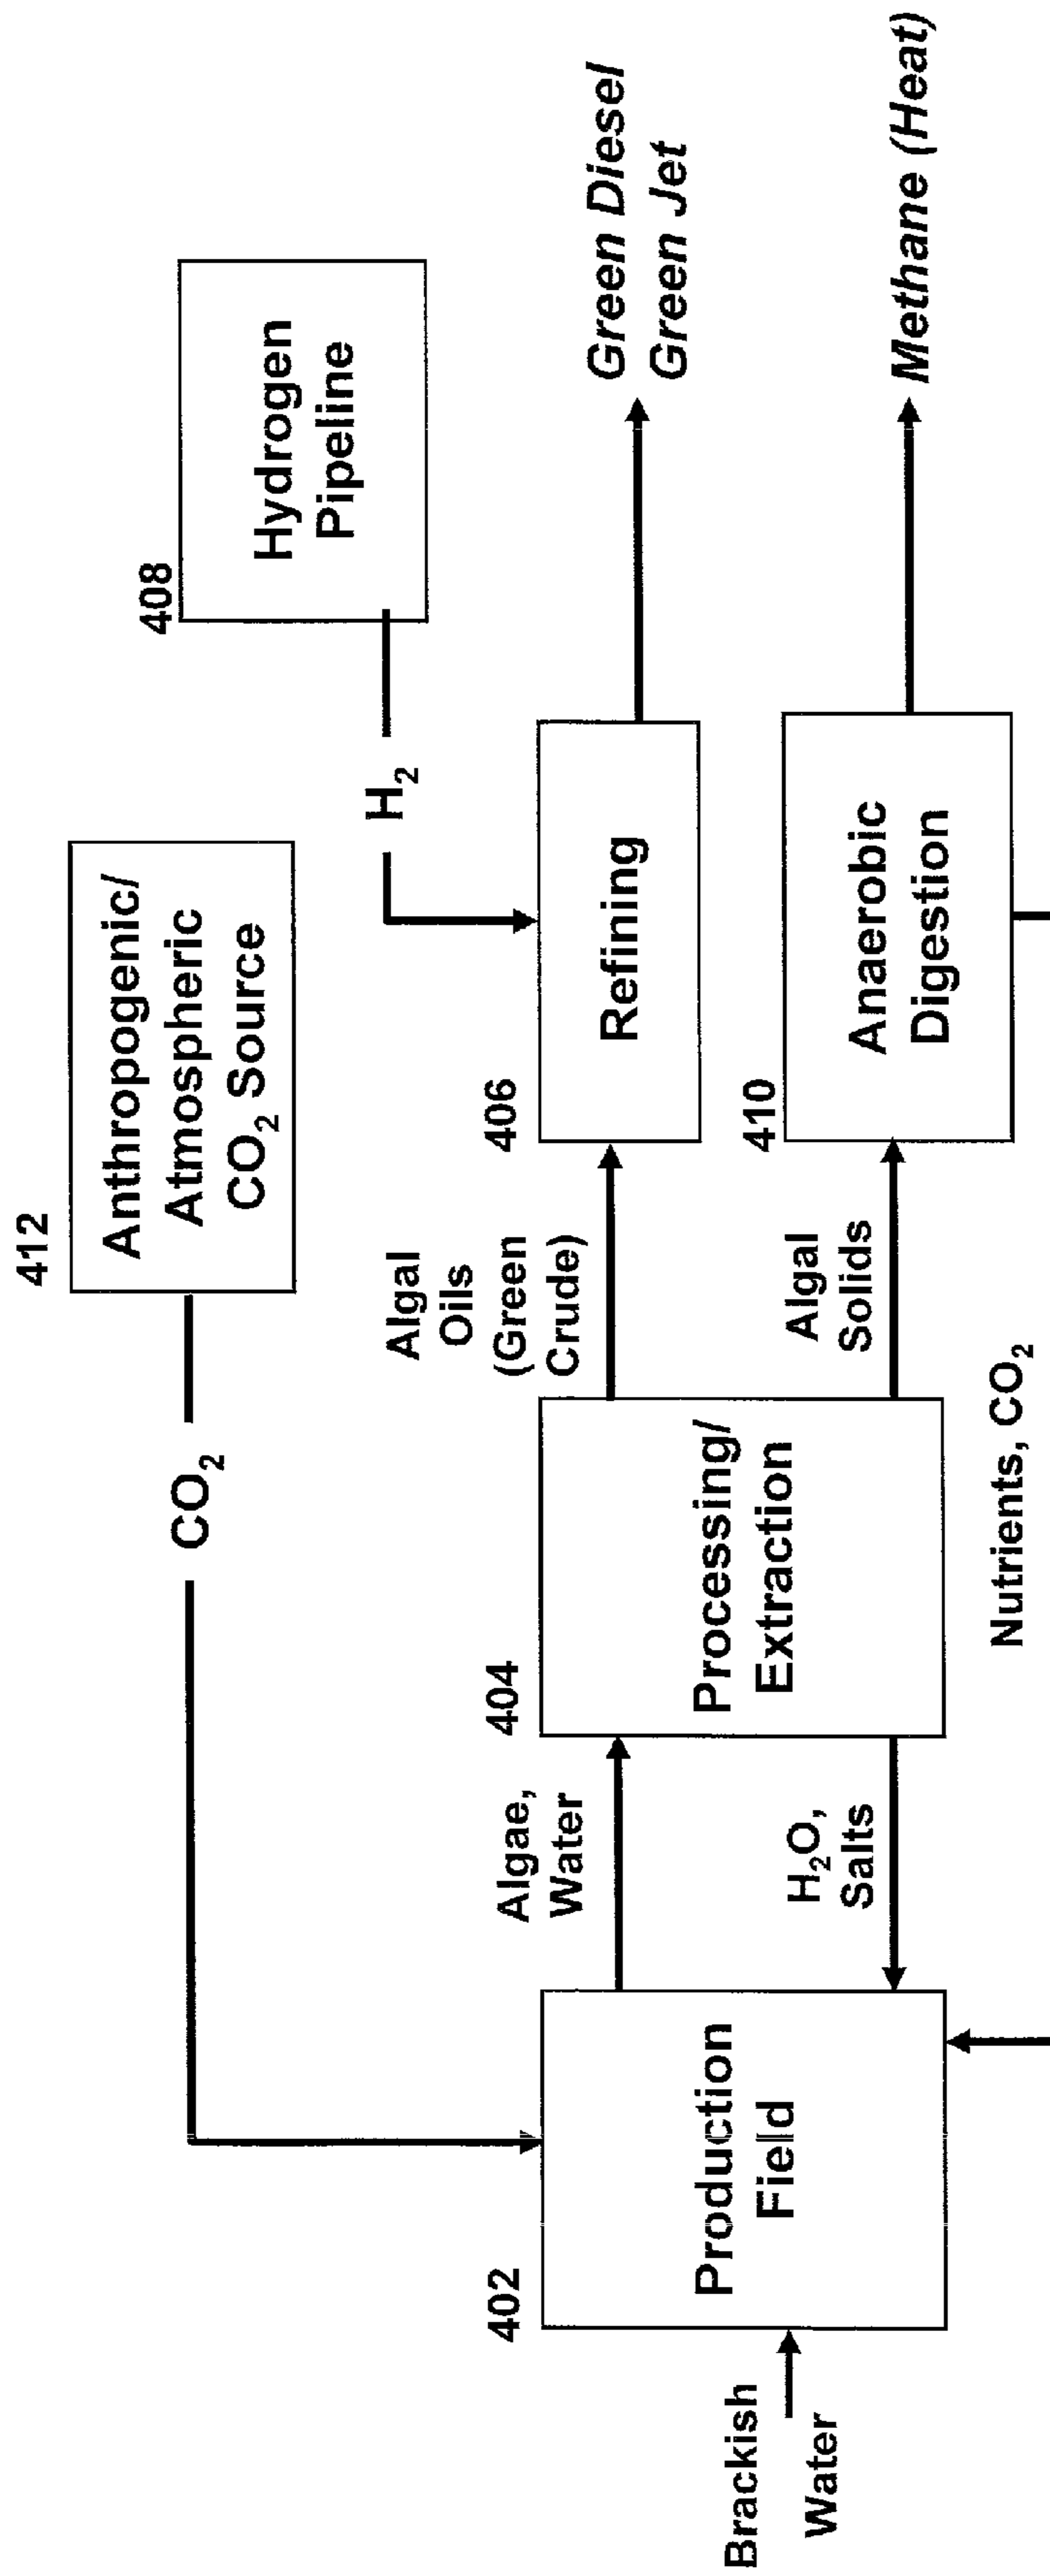 412
Anthropogenic/
Atmospheric
CO₂ Source
CO₂
408
Hydrogen
Pipeline
H₂
402
Production
Field
Brackish
Water
Algae,
Water
H₂O,
Salts
404
Processing/
Extraction
Algal
Oils
(Green
Crude)
Algal
Solids
406
Refining
Green Diesel
Green Jet
410
Anaerobic
Digestion
Methane (Heat)
Nutrients, CO₂